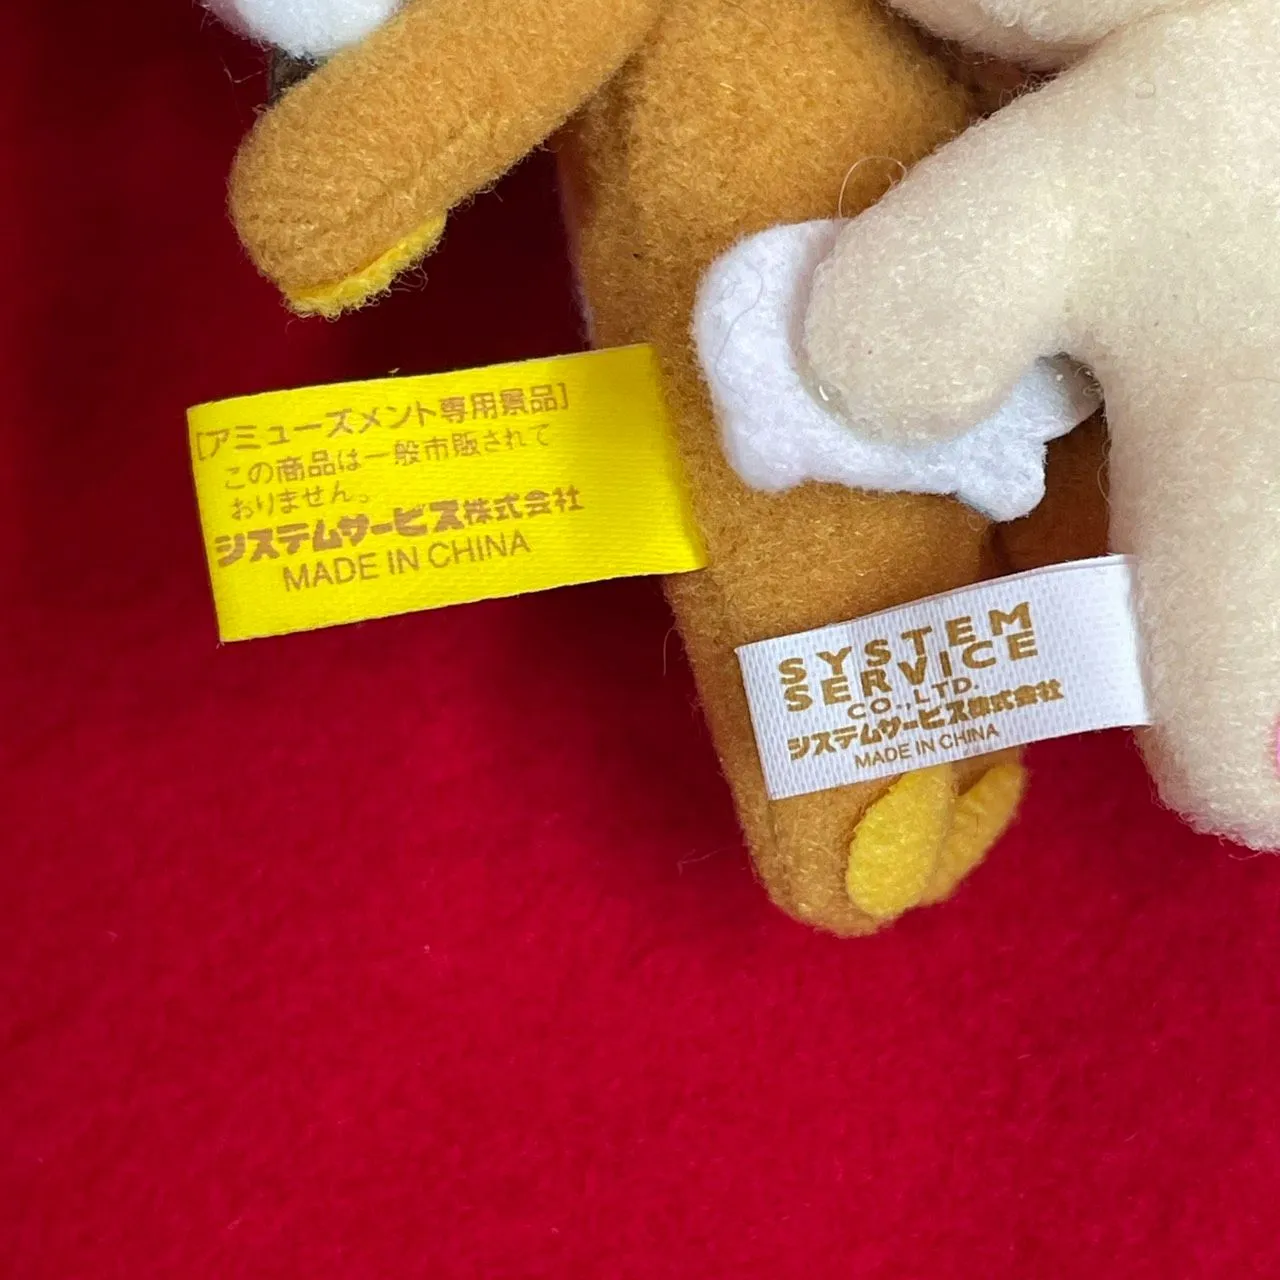 [アミューズメント専用景品]
この商品は一般市販されて
おりません。
システムサービス株式会社
MADE IN CHINA
SYSTEM
SERVICE
CO.,LTD.
システムサービス株式会社
MADE IN CHINA